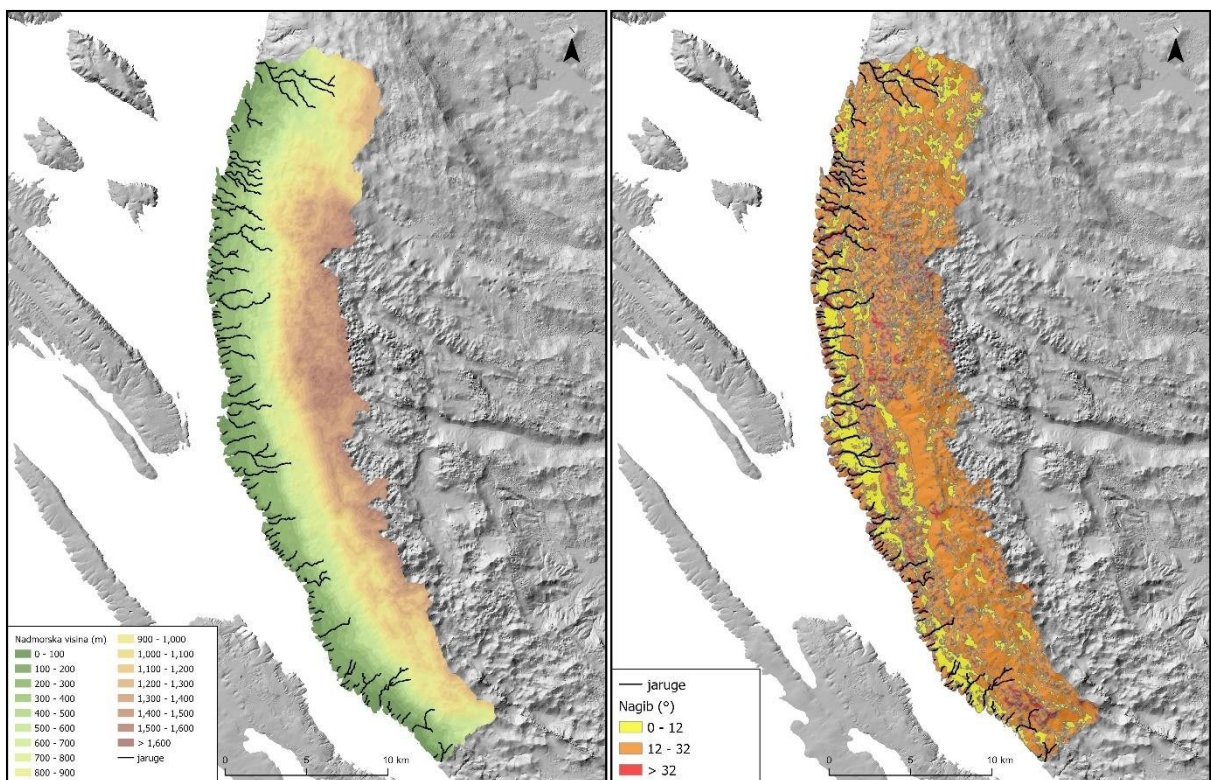 Nadmorska visina (m)
0 - 100
100 - 200
200 - 300
300 - 400
400 - 500
500 - 600
600 - 700
700 - 800
800 - 900
900 - 1,000
1,000 - 1,100
1,100 - 1,200
1,200 - 1,300
1,300 - 1,400
1,400 - 1,500
1,500 - 1,600
> 1,600
jaruge
0 5 10 km
jaruge
Nagib (°)
0 - 12
12 - 32
> 32
0 5 10 km